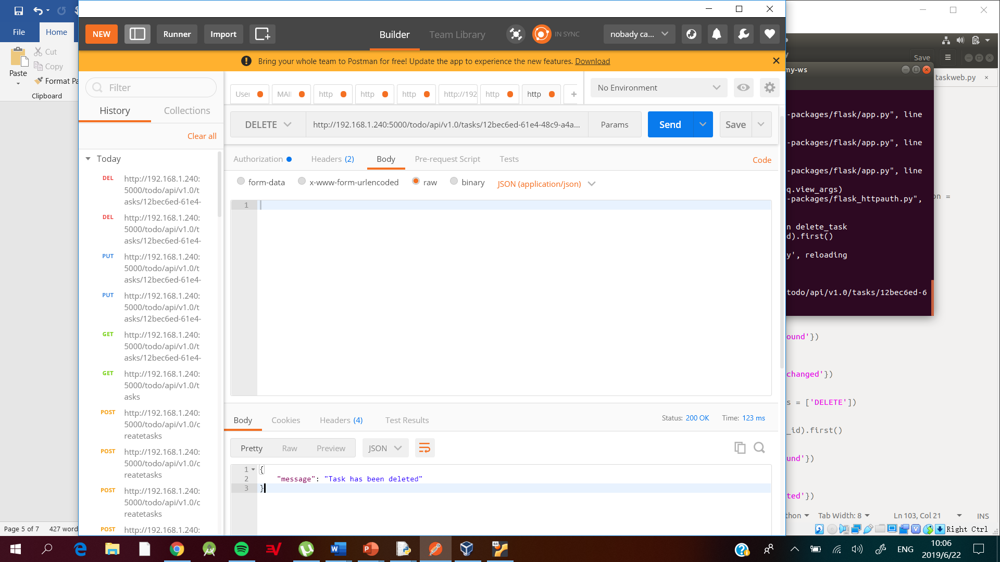 File
Home
Cut
Copy
Format Pa
Paste
Clipboard
NEW
Runner
Import
Builder
Team Library
IN SYNC
nobady ca...
Bring your whole team to Postman for free! Update the app to experience the new features. Download
Filter
History
Collections
Clear all
Today
DEL
http://192.168.1.240:
5000/todo/api/v1.0/t
asks/12bec6ed-61e4-
DEL
http://192.168.1.240:
5000/todo/api/v1.0/t
asks/12bec6ed-61e4-
PUT
http://192.168.1.240:
5000/todo/api/v1.0/t
asks/12bec6ed-61e4-
PUT
http://192.168.1.240:
5000/todo/api/v1.0/t
asks/12bec6ed-61e4-
GET
http://192.168.1.240:
5000/todo/api/v1.0/t
asks/12bec6ed-61e4-
GET
http://192.168.1.240:
5000/todo/api/v1.0/t
asks
POST
http://192.168.1.240:
5000/todo/api/v1.0/c
reatetasks
POST
http://192.168.1.240:
5000/todo/api/v1.0/c
reatetasks
POST
http://192.168.1.240:
5000/todo/api/v1.0/c
reatetasks
POST
http://192.168.1.240:
User
MAI
http
http
http
http://192
http
http
+
No Environment
DELETE
http://192.168.1.240:5000/todo/api/v1.0/tasks/12bec6ed-61e4-48c9-a4a...
Params
Send
Save
Authorization
Headers (2)
Body
Pre-request Script
Tests
Code
form-data
x-www-form-urlencoded
raw
binary
JSON (application/json)
1
Body
Cookies
Headers (4)
Test Results
Status: 200 OK
Time: 123 ms
Pretty
Raw
Preview
JSON
1 {
2 "message": "Task has been deleted"
3 }
Save
my-ws
taskweb.py
-packages/flask/app.py", line
-packages/flask/app.py", line
-packages/flask/app.py", line
q.view_args)
-packages/flask_httpauth.py",
on =
n delete_task
d).first()
y', reloading
todo/api/v1.0/tasks/12bec6ed-6
ound'})
changed'})
s = ['DELETE'])
_id).first()
und'})
ted'})
thon
Tab Width: 8
Ln 103, Col 21
INS
Right Ctrl
Page 5 of 7
427 word
64
ENG
10:06
2019/6/22